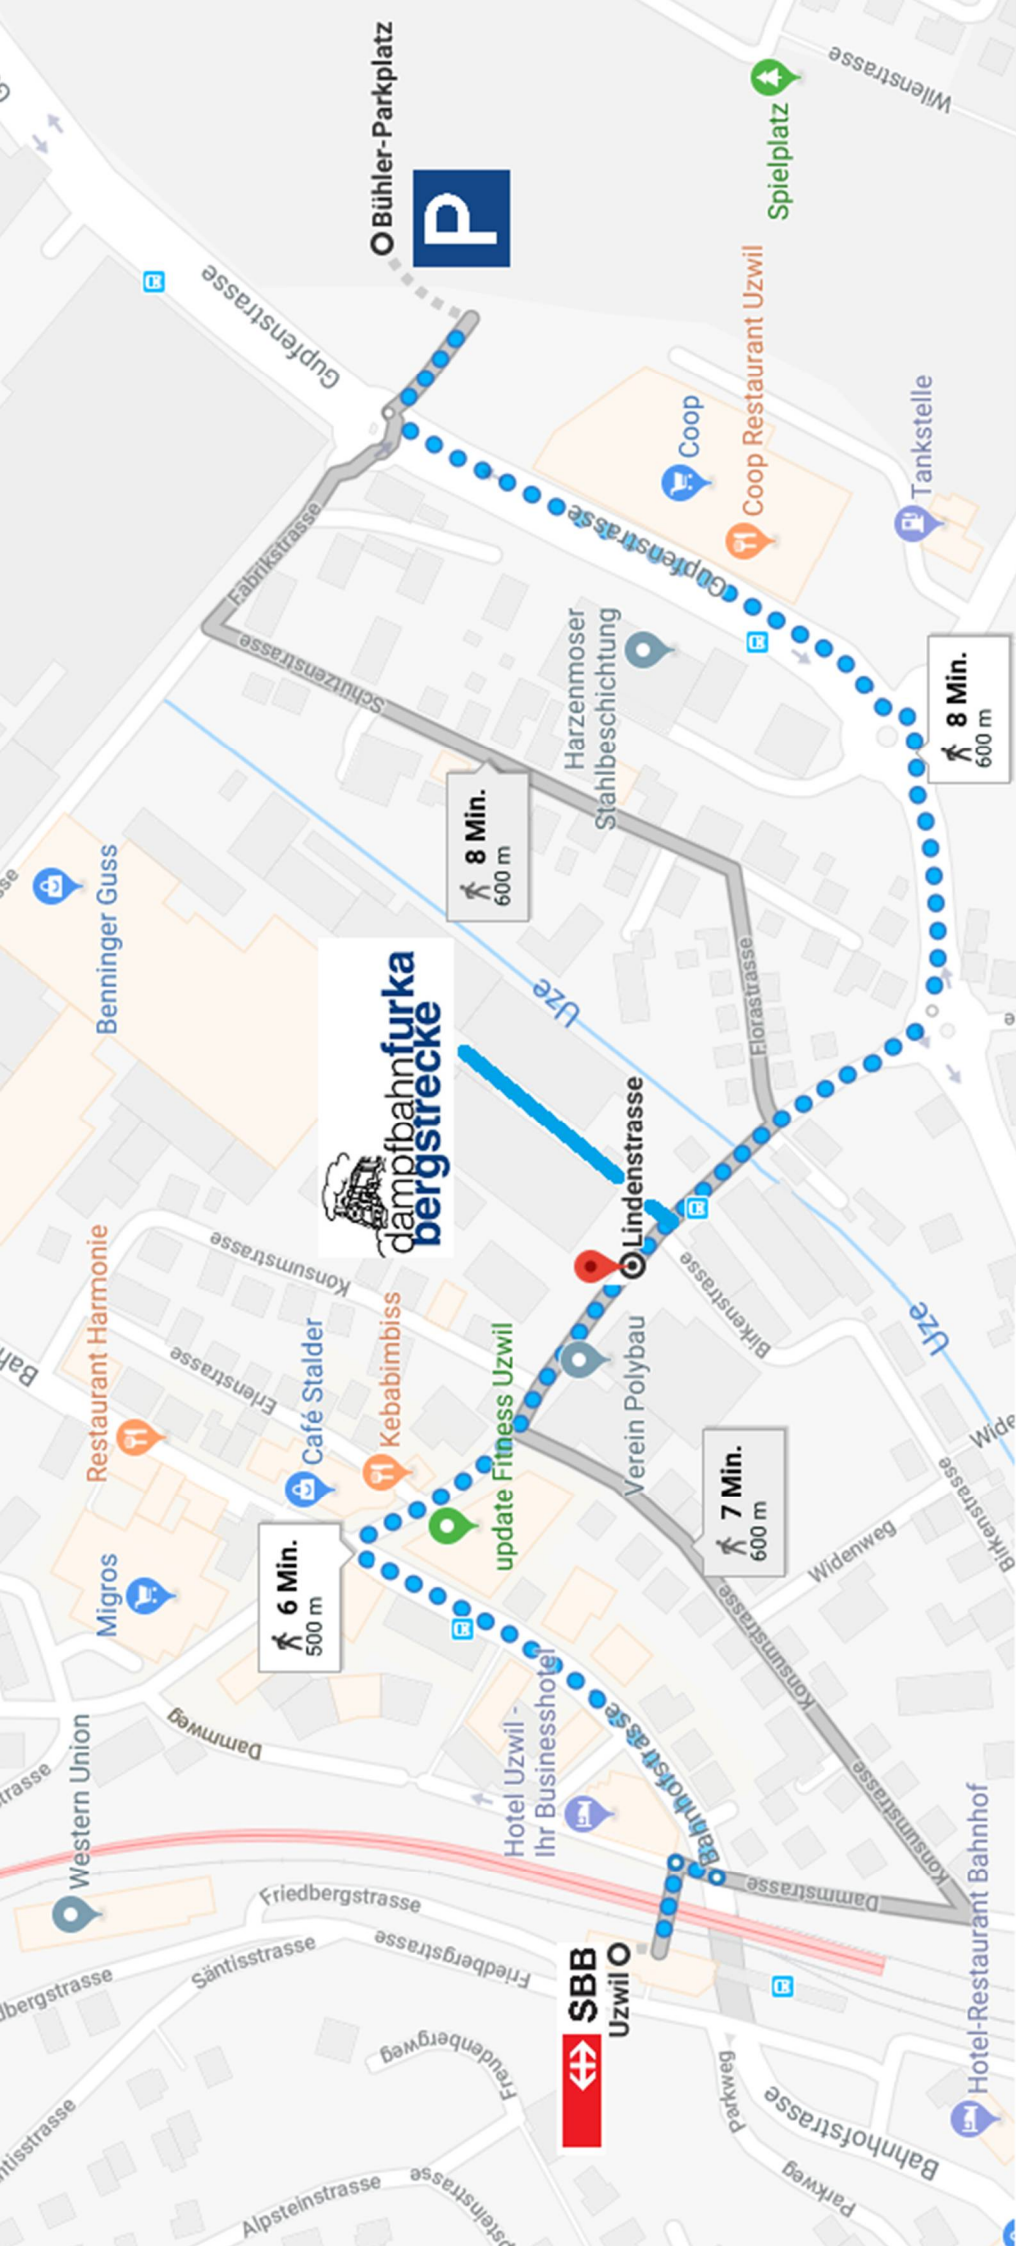 Bühler-Parkplatz
P
Wilenstrasse
Spielplatz
Gupfenstrasse
Coop Restaurant Uzwil
Coop
Tankstelle
Fabrikstrasse
Gupfenstrasse
Schützenstrasse
Harzenmoser
Stahlbeschichtung
8 Min.
600 m
8 Min.
600 m
Benninger Guss
Uze
Florastrasse
dampfbahnfurka
bergstrecke
Lindenstrasse
Konsumstrasse
Restaurant Harmonie
Erlenstrasse
Café Stalder
Kebabimbiss
update Fitness Uzwil
Verein Polybau
Birkenstrasse
Uze
Migros
6 Min.
500 m
7 Min.
600 m
Widenweg
Birkenstrasse
Wide
Konsumstrasse
Dammweg
Western Union
Hotel Uzwil -
Ihr Businesshotel
Bahnhofstrasse
Konsumstrasse
Dammstrasse
Friedbergstrasse
Säntisstrasse
Friedbergstrasse
SBB
Uzwil
Hotel-Restaurant Bahnhof
Freudenbergweg
Parkweg
Bahnhofstrasse
Parkweg
Alpsteinstrasse